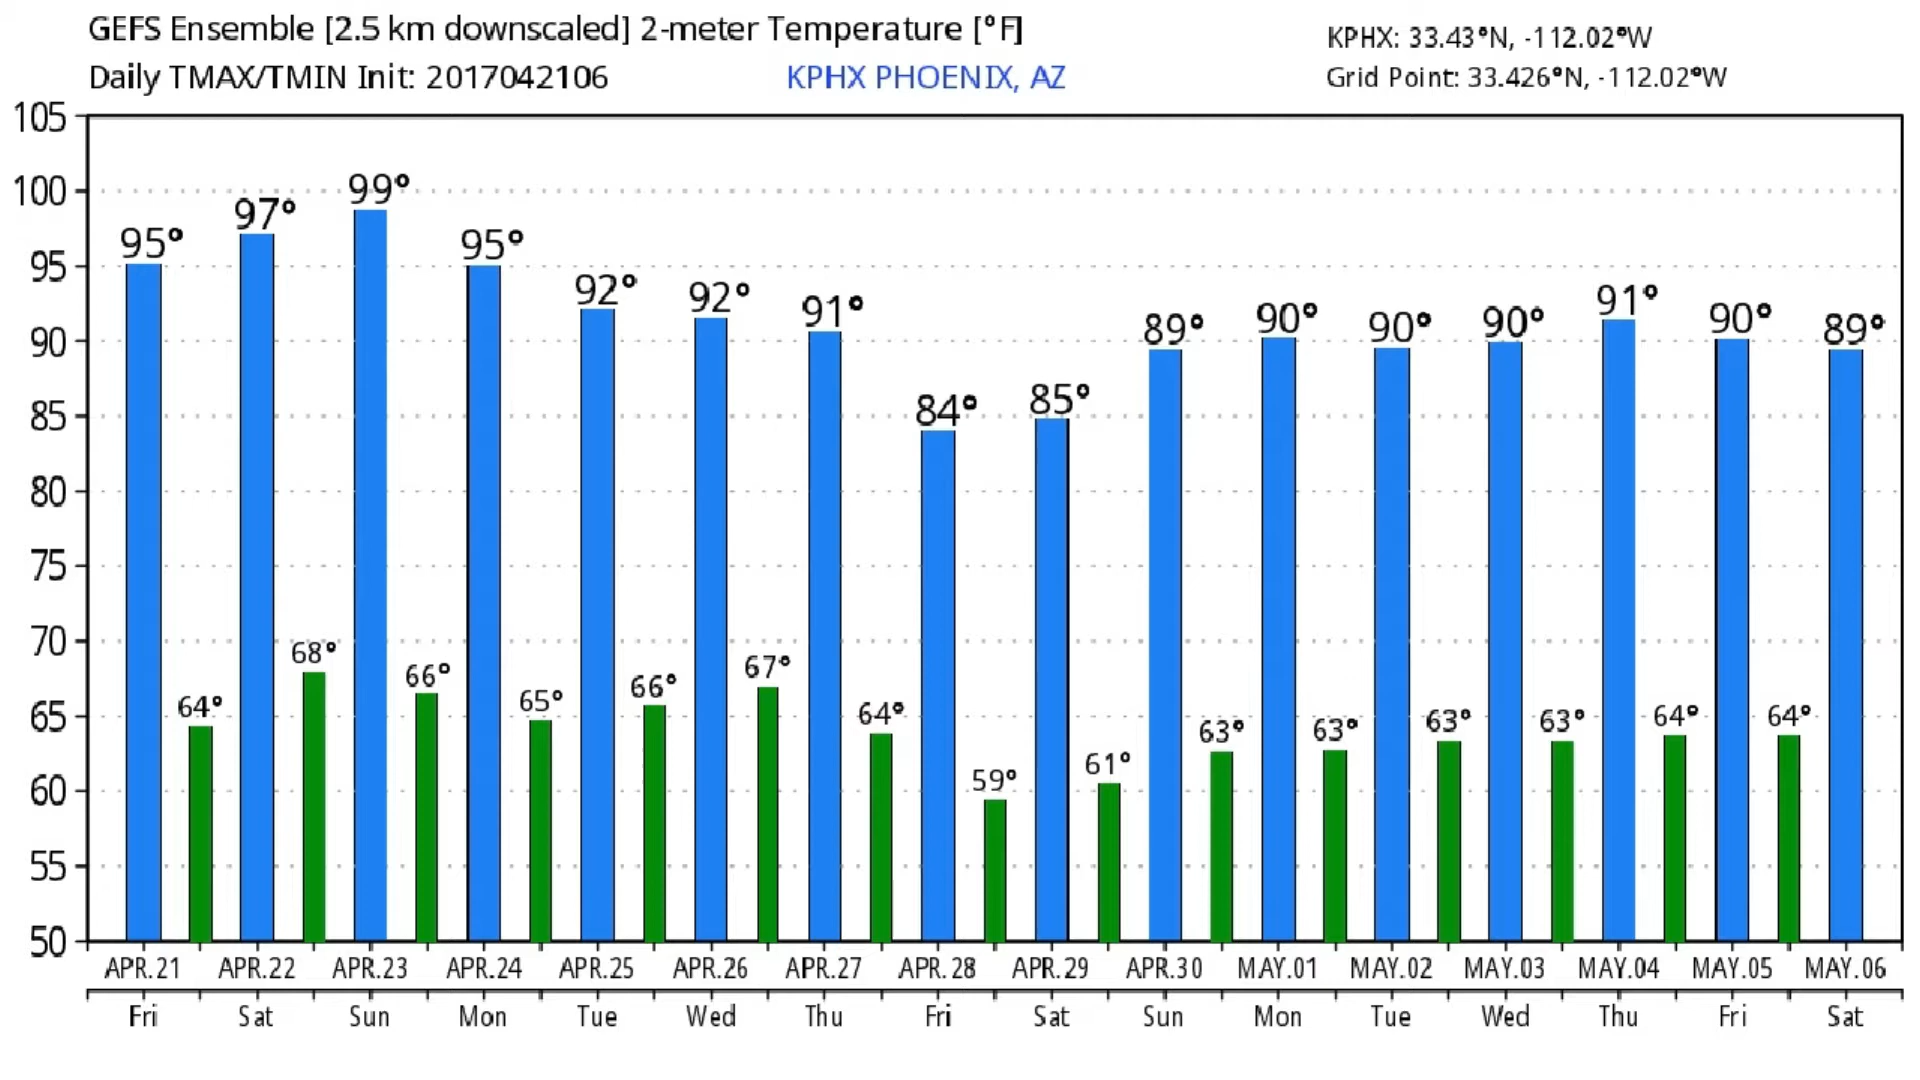 GEFS Ensemble [2.5 km downscaled] 2-meter Temperature [°F]
KPHX: 33.43°N, -112.02°W
Daily TMAX/TMIN Init: 2017042106
KPHX PHOENIX, AZ
Grid Point: 33.426°N, -112.02°W
105
100
95
90
85
80
75
70
65
60
55
50
95° 97° 99° 95° 92° 92° 91° 84° 85° 89° 90° 90° 90° 91° 90° 89°
64° 68° 66° 65° 66° 67° 64° 59° 61° 63° 63° 63° 63° 64° 64°
APR.21 APR.22 APR.23 APR.24 APR.25 APR.26 APR.27 APR.28 APR.29 APR.30 MAY.01 MAY.02 MAY.03 MAY.04 MAY.05 MAY.06
Fri Sat Sun Mon Tue Wed Thu Fri Sat Sun Mon Tue Wed Thu Fri Sat